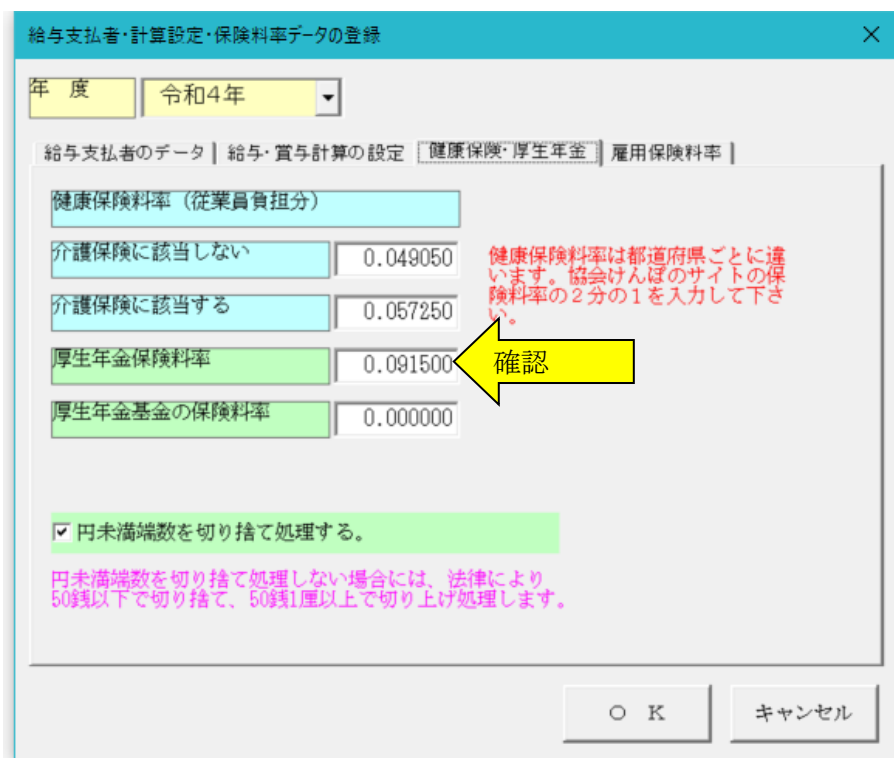 給与支払者・計算設定・保険料率データの登録
年 度
令和4年
給与支払者のデータ
給与・賞与計算の設定
健康保険・厚生年金
雇用保険料率
健康保険料率（従業員負担分）
介護保険に該当しない
0.049050
健康保険料率は都道府県ごとに違
います。協会けんぽのサイトの保
険料率の２分の１を入力して下さ
い。
介護保険に該当する
0.057250
厚生年金保険料率
0.091500
確認
厚生年金基金の保険料率
0.000000
円未満端数を切り捨て処理する。
円未満端数を切り捨て処理しない場合には、法律により
50銭以下で切り捨て、50銭1厘以上で切り上げ処理します。
Ｏ Ｋ
キャンセル